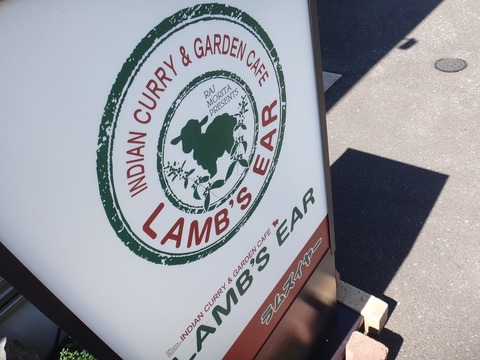 INDIAN CURRY & GARDEN CAFE
RAJ
MORITA
PRESENTS
LAMB'S EAR
INDIAN CURRY & GARDEN CAFE
LAMB'S EAR
ラムズイヤー